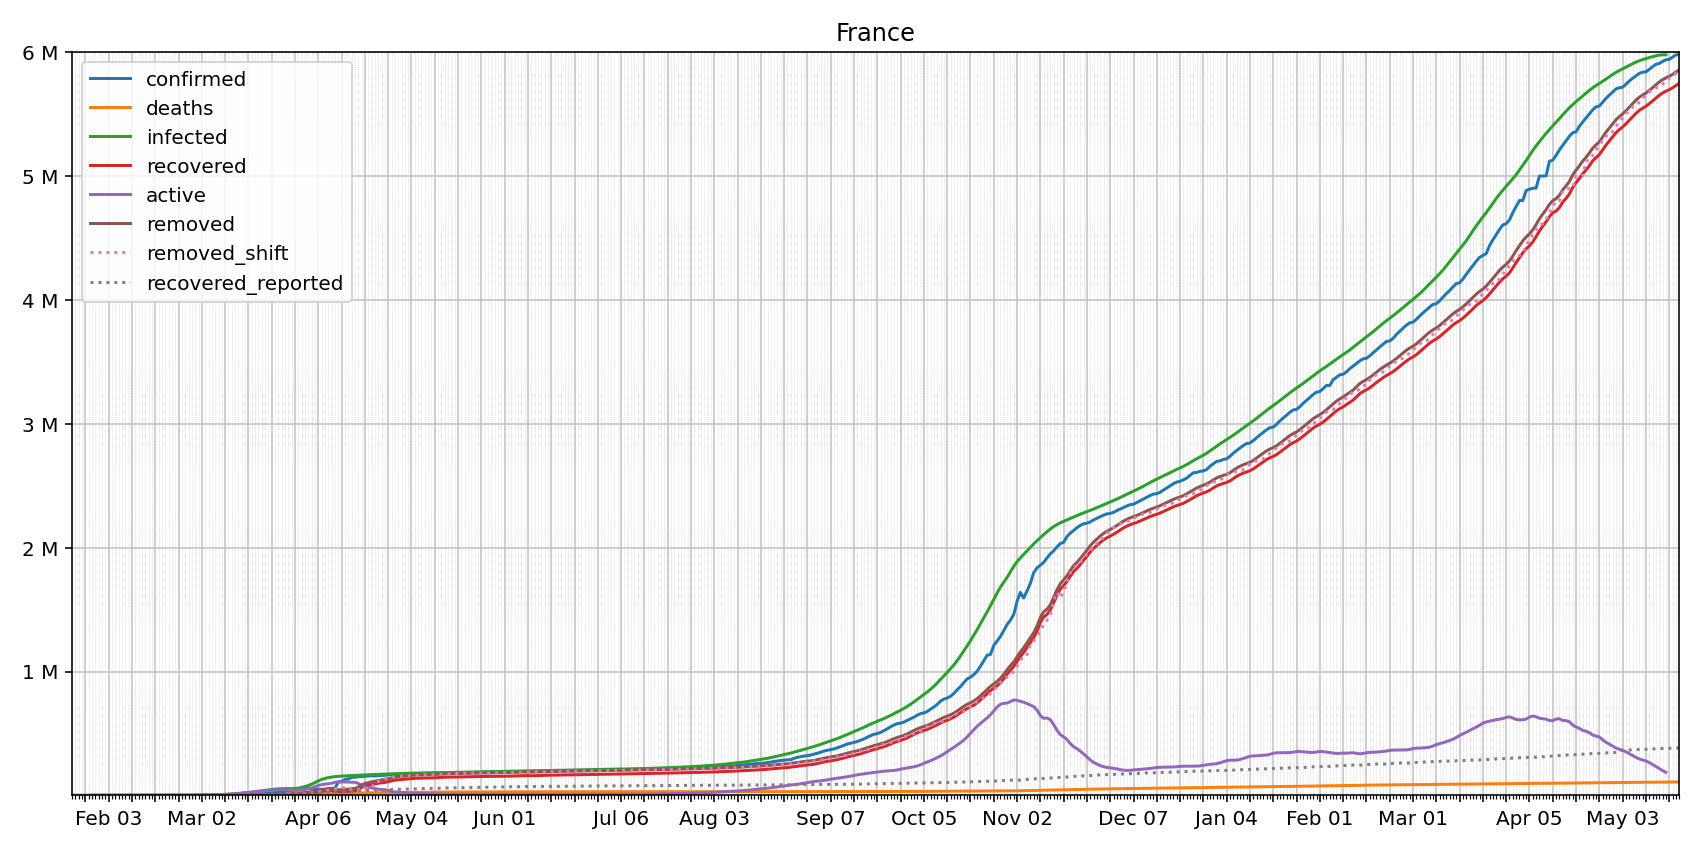 France
6 M
5 M
4 M
3 M
2 M
1 M
confirmed
deaths
infected
recovered
active
removed
removed_shift
recovered_reported
Feb 03 Mar 02 Apr 06 May 04 Jun 01 Jul 06 Aug 03 Sep 07 Oct 05 Nov 02 Dec 07 Jan 04 Feb 01 Mar 01 Apr 05 May 03